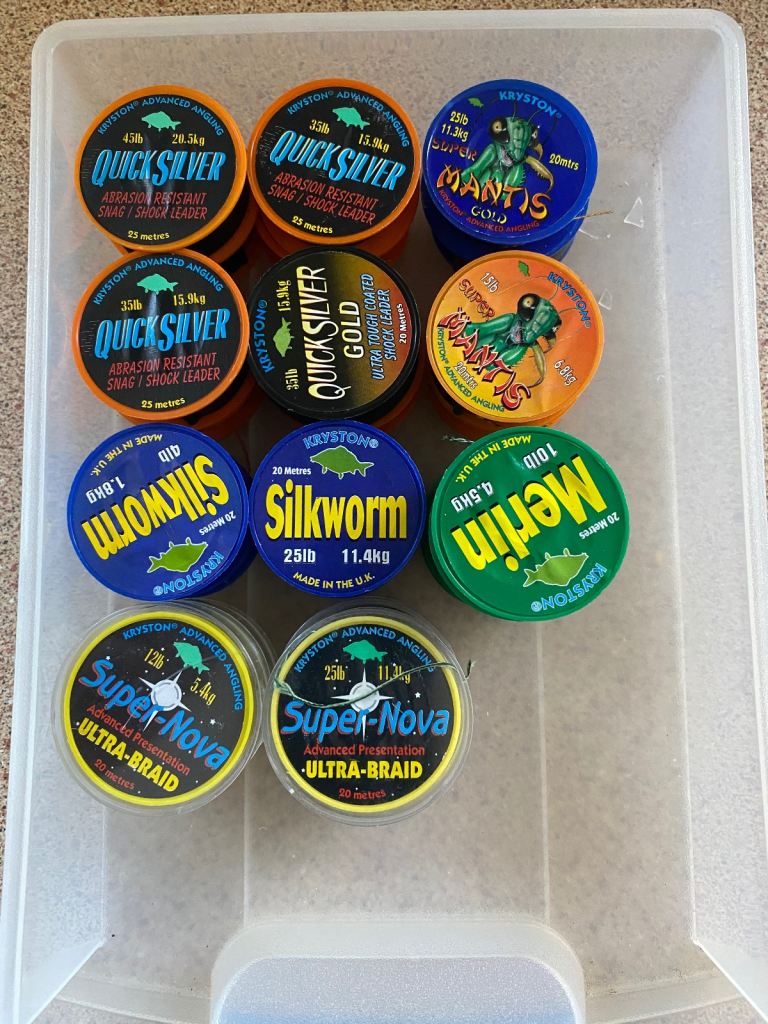 KRYSTON® ADVANCED ANGLING
45lb 20.5kg
QUICKSILVER
ABRASION RESISTANT
SNAG / SHOCK LEADER
25 metres
KRYSTON® ADVANCED ANGLING
35lb 15.9kg
QUICKSILVER
ABRASION RESISTANT
SNAG / SHOCK LEADER
25 metres
KRYSTON®
25lb
11.3kg
20mtrs
SUPER
MANTIS
GOLD
KRYSTON® ADVANCED ANGLING
KRYSTON® ADVANCED ANGLING
35lb 15.9kg
QUICKSILVER
ABRASION RESISTANT
SNAG / SHOCK LEADER
25 metres
KRYSTON®
35lb 15.9kg
QUICKSILVER
GOLD
ULTRA TOUGH COATED
SHOCK LEADER
20 Metres
KRYSTON®
15lb
SUPER
MANTIS
20mtrs
6.8kg
KRYSTON® ADVANCED ANGLING
KRYSTON®
20 Metres
Silkworm
4lb 1.8kg
MADE IN THE U.K.
KRYSTON®
20 Metres
Silkworm
25lb 11.4kg
MADE IN THE U.K.
KRYSTON®
20 Metres
Merlin
10lb 4.5kg
MADE IN THE U.K.
KRYSTON® ADVANCED ANGLING
12lb 5.4kg
Super-Nova
Advanced Presentation
ULTRA-BRAID
20 metres
KRYSTON® ADVANCED ANGLING
25lb 11.3kg
Super-Nova
Advanced Presentation
ULTRA-BRAID
20 metres